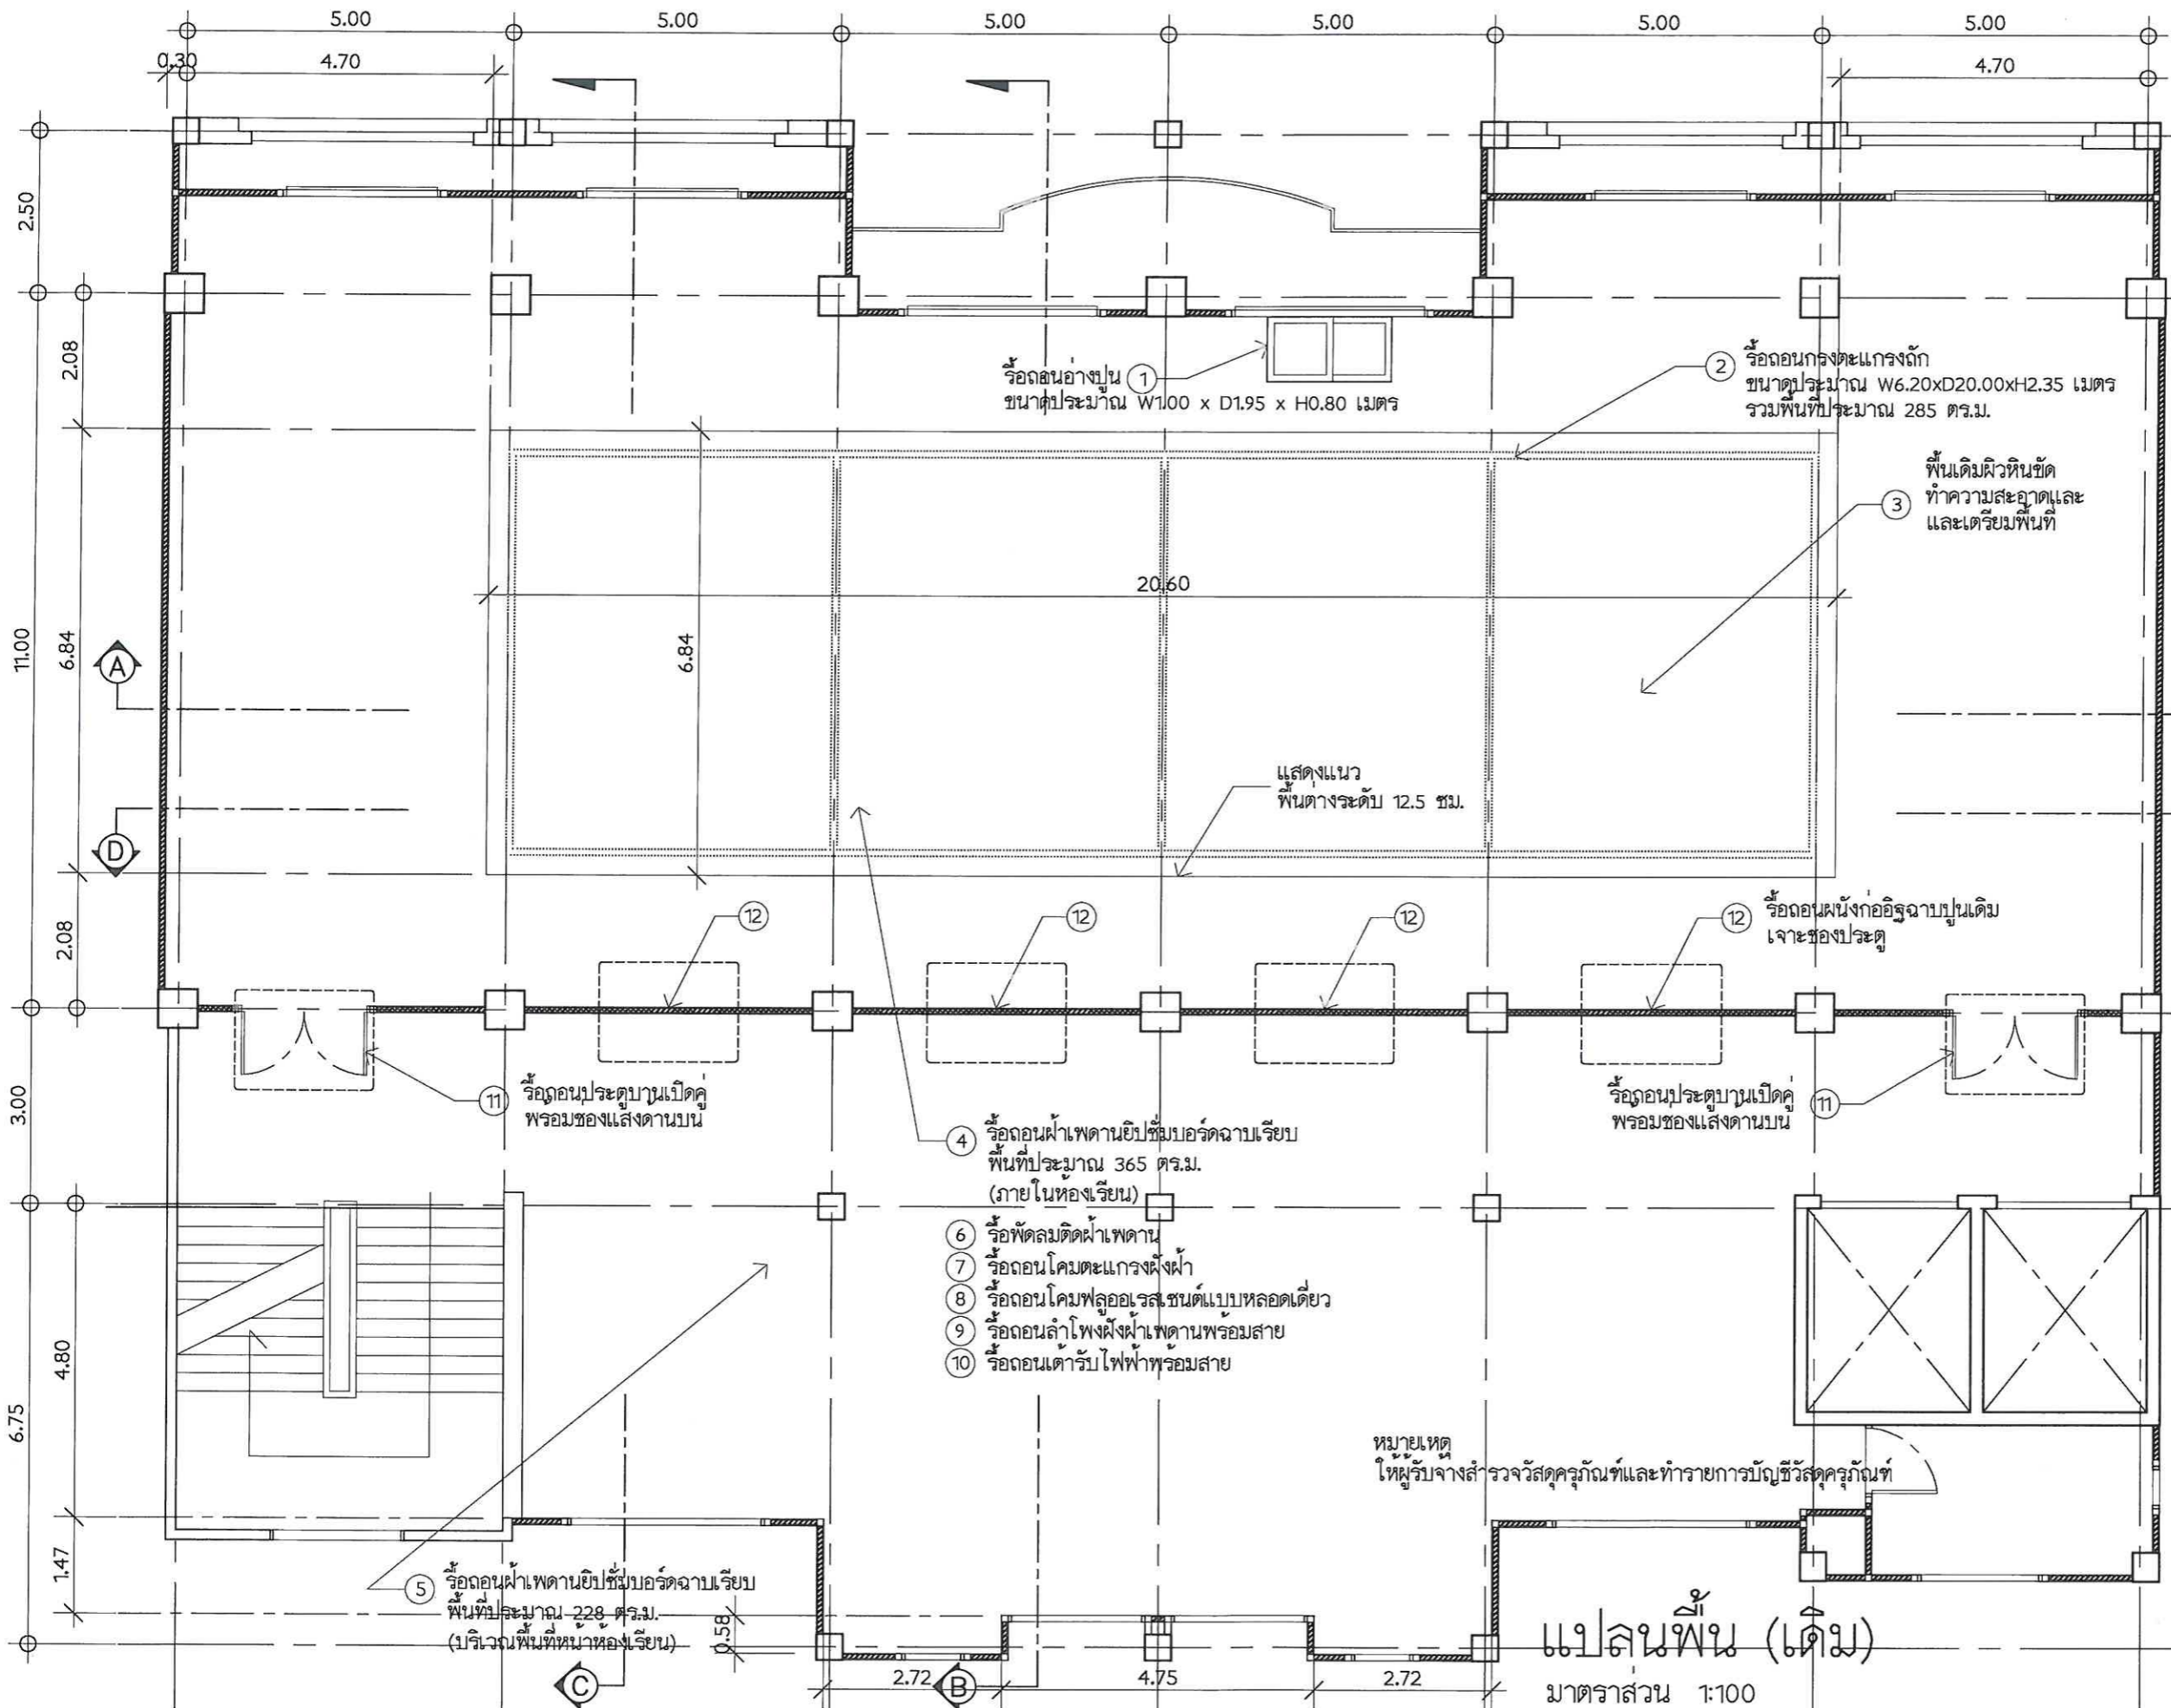 5.00 5.00 5.00 5.00 5.00 5.00
0.30 4.70 4.70
2.50
2.08
11.00
6.84
2.08
3.00
4.80
6.75
1.47
รื้อถอนอ่างปูน 1
ขนาดประมาณ W1.00 x D1.95 x H0.80 เมตร
2 รื้อถอนกรงตะแกรงถัก
ขนาดประมาณ W6.20xD20.00xH2.35 เมตร
รวมพื้นที่ประมาณ 285 ตร.ม.
พื้นเดิมผิวหินขัด
3 ทำความสะอาดและ
และเตรียมพื้นที่
20.60
6.84
A
D
แสดงแนว
พื้นต่างระดับ 12.5 ซม.
12 12 12
12 รื้อถอนผนังก่ออิฐฉาบปูนเดิม
เจาะช่องประตู
11 รื้อถอนประตูบานเปิดคู่
พร้อมช่องแสงด้านบน
รื้อถอนประตูบานเปิดคู่ 11
พร้อมช่องแสงด้านบน
4 รื้อถอนฝ้าเพดานยิปซั่มบอร์ดฉาบเรียบ
พื้นที่ประมาณ 365 ตร.ม.
(ภายในห้องเรียน)
6 รื้อพัดลมติดฝ้าเพดาน
7 รื้อถอนโคมตะแกรงฝังฝ้า
8 รื้อถอนโคมฟลูออเรสเซนต์แบบหลอดเดี่ยว
9 รื้อถอนลำโพงฝังฝ้าเพดานพร้อมสาย
10 รื้อถอนเต้ารับไฟฟ้าพร้อมสาย
หมายเหตุ
ให้ผู้รับจ้างสำรวจวัสดุครุภัณฑ์และทำรายการบัญชีวัสดุครุภัณฑ์
5 รื้อถอนฝ้าเพดานยิปซั่มบอร์ดฉาบเรียบ
พื้นที่ประมาณ 228 ตร.ม.
(บริเวณพื้นที่หน้าห้องเรียน)
0.58
C
B
2.72 4.75 2.72
แปลนพื้น (เดิม)
มาตราส่วน 1:100